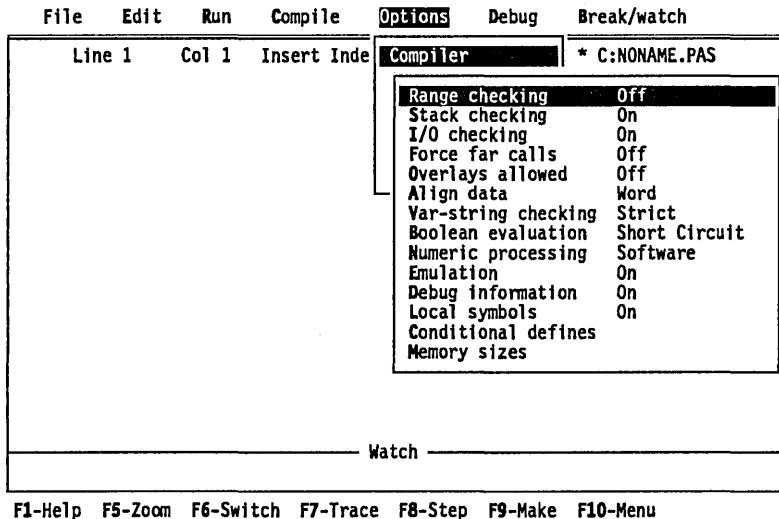 File Edit Run Compile Options Debug Break/watch
Line 1 Col 1 Insert Inde Compiler * C:NONAME.PAS
Range checking Off
Stack checking On
I/O checking On
Force far calls Off
Overlays allowed Off
Align data Word
Var-string checking Strict
Boolean evaluation Short Circuit
Numeric processing Software
Emulation On
Debug information On
Local symbols On
Conditional defines
Memory sizes
Watch
F1-Help F5-Zoom F6-Switch F7-Trace F8-Step F9-Make F10-Menu